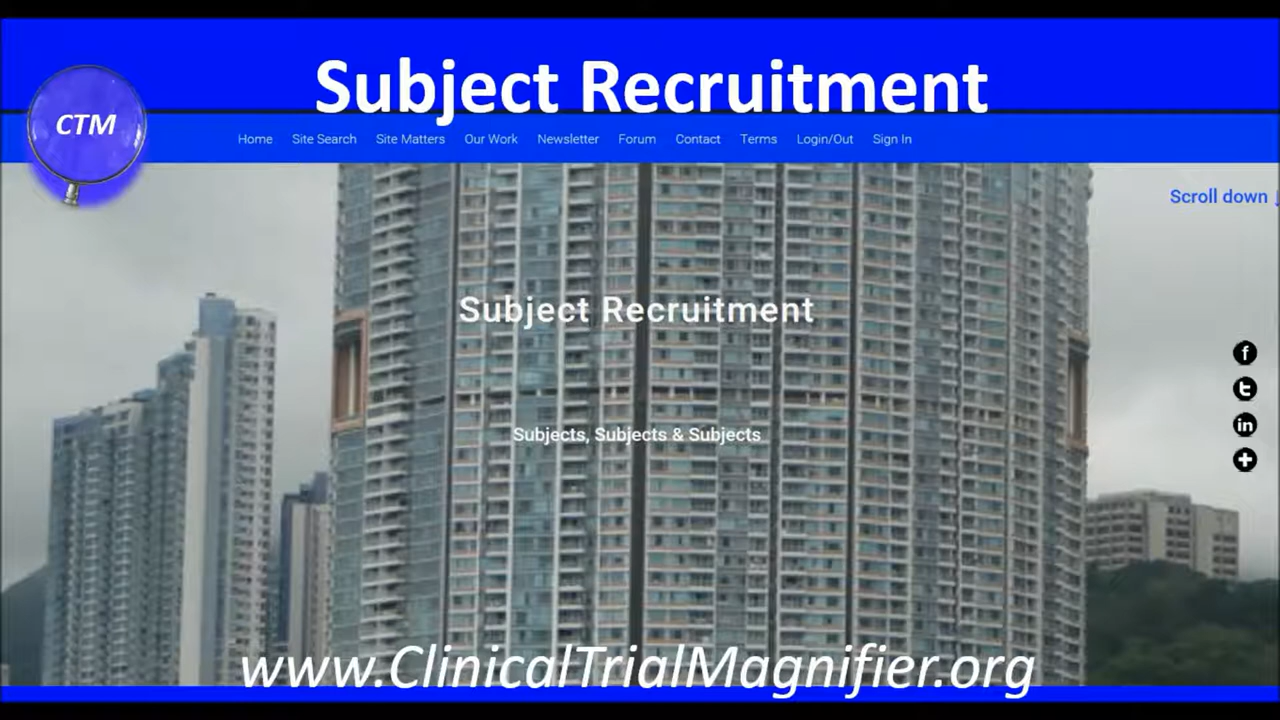 Subject Recruitment
CTM
Home Site Search Site Matters Our Work Newsletter Forum Contact Terms Login/Out Sign In
Scroll down ↓
Subject Recruitment
f
t
in
Subjects, Subjects & Subjects
www.ClinicalTrialMagnifier.org